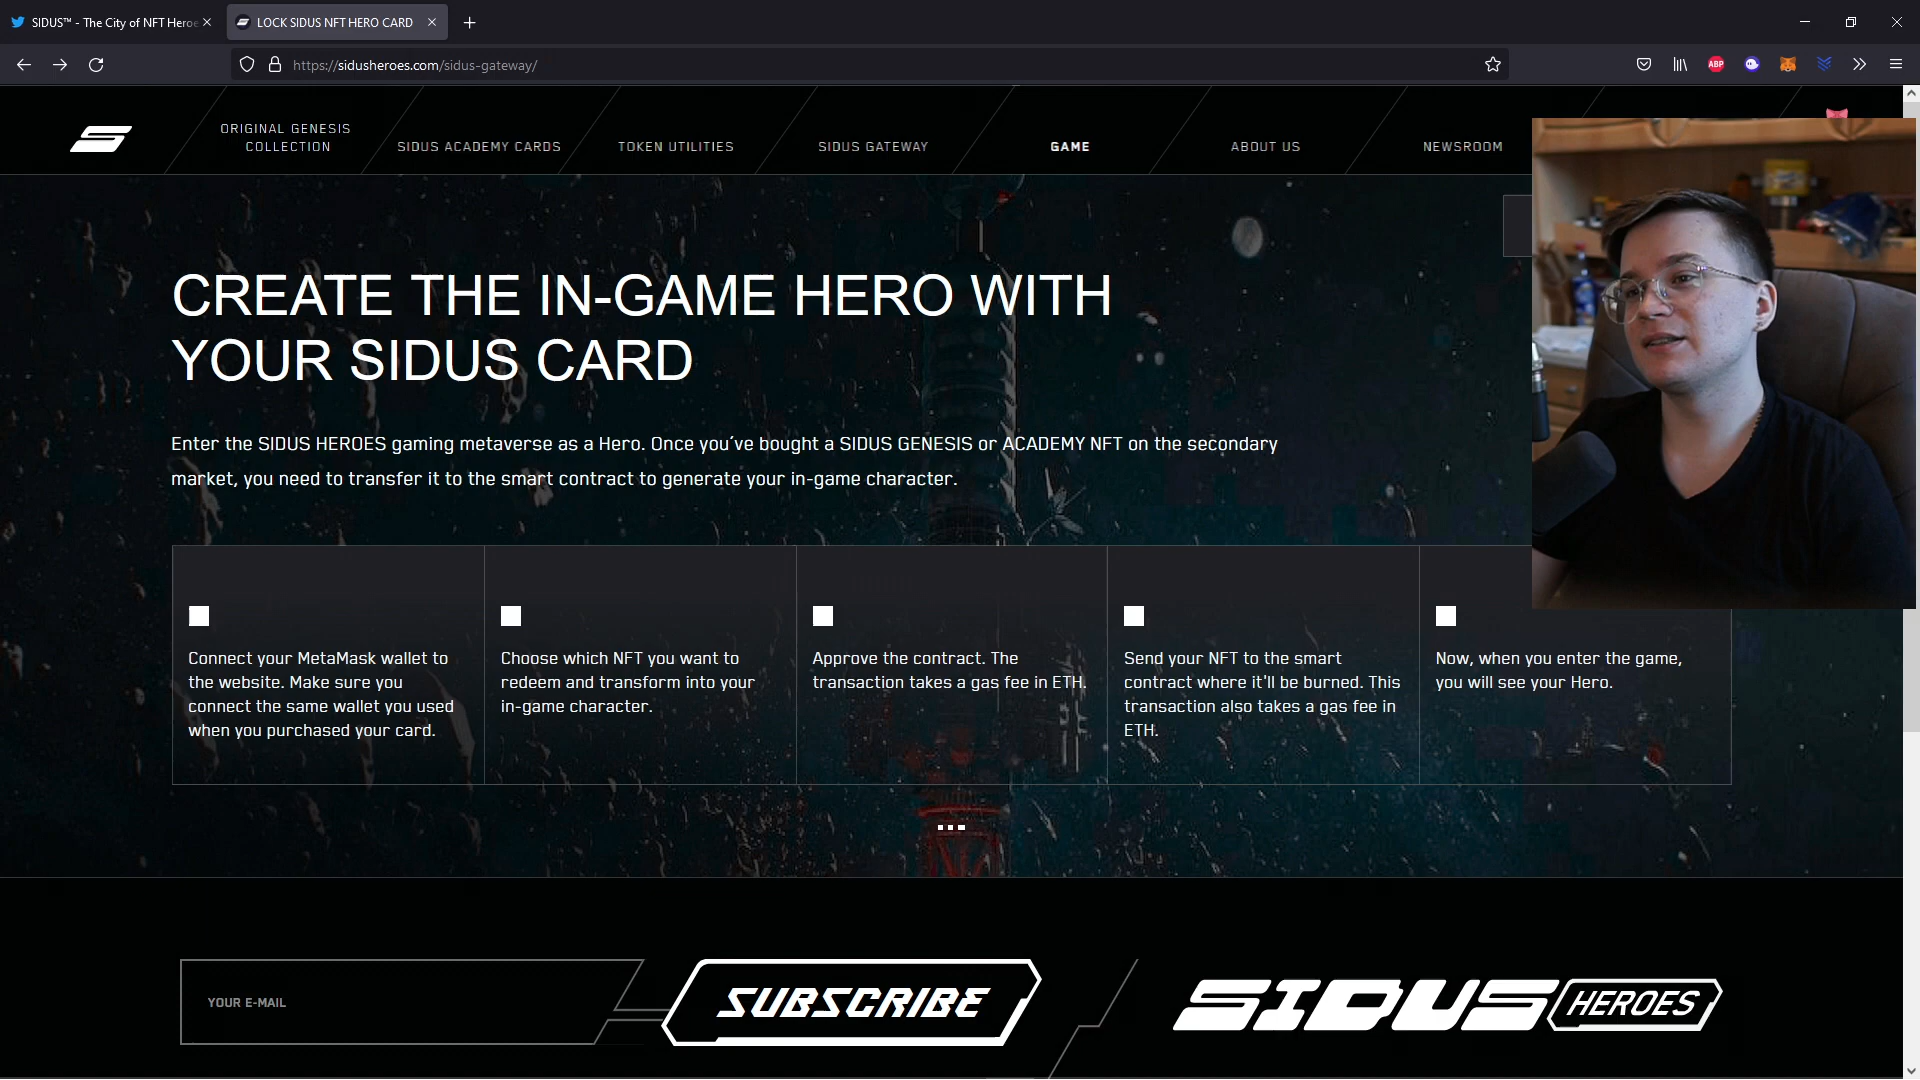 SIDUS™ - The City of NFT Heroe
LOCK SIDUS NFT HERO CARD
https://sidusheroes.com/sidus-gateway/
ABP
ORIGINAL GENESIS
COLLECTION
SIDUS ACADEMY CARDS
TOKEN UTILITIES
SIDUS GATEWAY
GAME
ABOUT US
NEWSROOM
CREATE THE IN-GAME HERO WITH
YOUR SIDUS CARD
Enter the SIDUS HEROES gaming metaverse as a Hero. Once you’ve bought a SIDUS GENESIS or ACADEMY NFT on the secondary
market, you need to transfer it to the smart contract to generate your in-game character.
Connect your MetaMask wallet to
the website. Make sure you
connect the same wallet you used
when you purchased your card.
Choose which NFT you want to
redeem and transform into your
in-game character.
Approve the contract. The
transaction takes a gas fee in ETH.
Send your NFT to the smart
contract where it'll be burned. This
transaction also takes a gas fee in
ETH.
Now, when you enter the game,
you will see your Hero.
YOUR E-MAIL
SUBSCRIBE
SIDUS HEROES